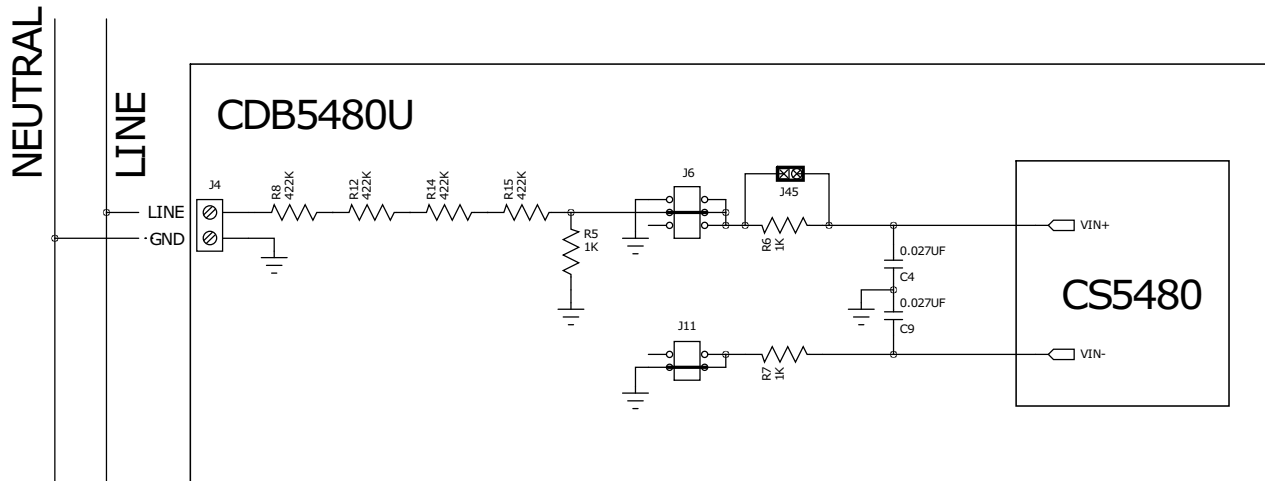 NEUTRAL
LINE
CDB5480U
J4
LINE
GND
R8
422K
R12
422K
R14
422K
R15
422K
R5
1K
J6
J45
R6
1K
0.027UF
C4
0.027UF
C9
J11
R7
1K
VIN+
CS5480
VIN-